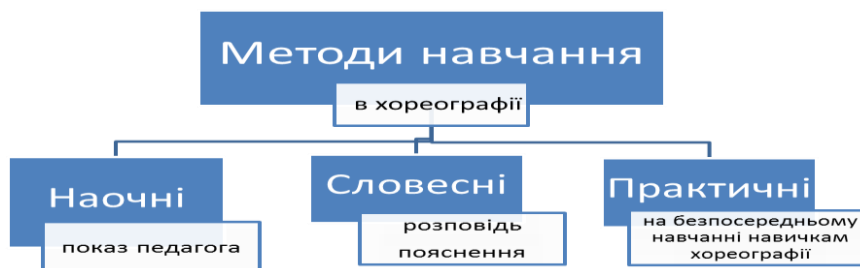 Методи навчання
в хореографії
Наочні
показ педагога
Словесні
розповідь
пояснення
Практичні
на безпосередньому
навчанні навичкам
хореографії